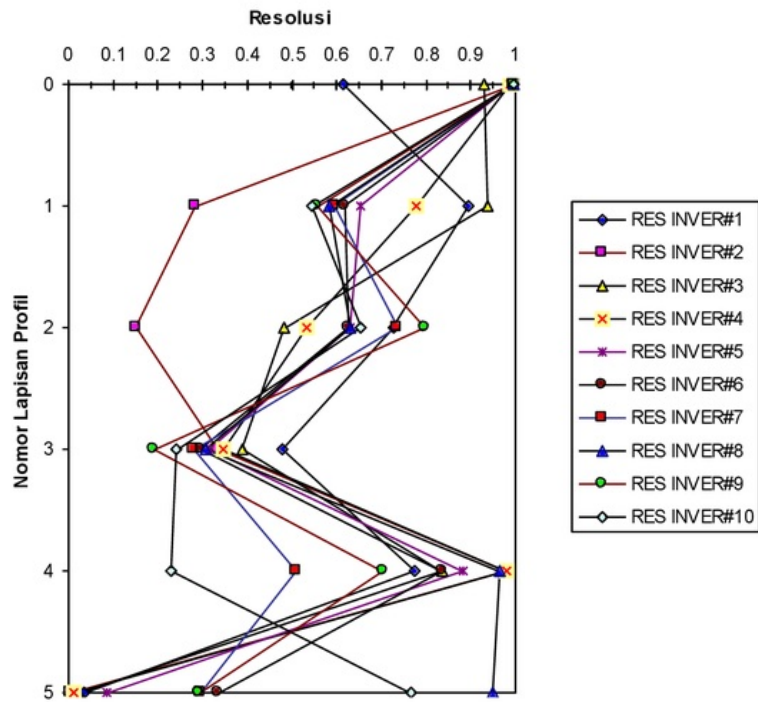 Resolusi
0 0.1 0.2 0.3 0.4 0.5 0.6 0.7 0.8 0.9 1
0
1
2
3
4
5
Nomor Lapisan Profil
RES INVER#1
RES INVER#2
RES INVER#3
RES INVER#4
RES INVER#5
RES INVER#6
RES INVER#7
RES INVER#8
RES INVER#9
RES INVER#10